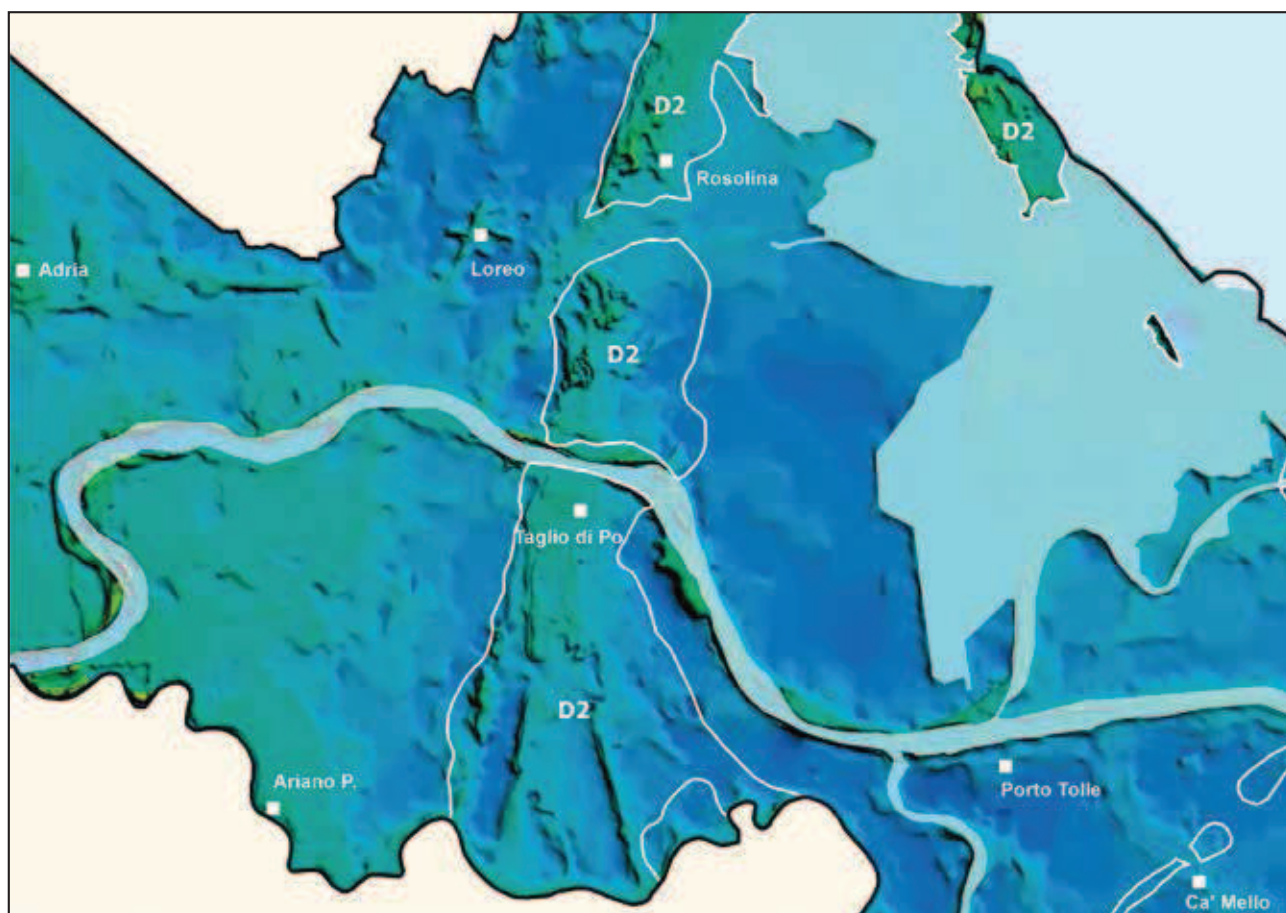 D2
D2
Rosolina
Loreo
Adria
D2
Taglio di Po
D2
Ariano P.
Porto Tolle
Ca' Mello